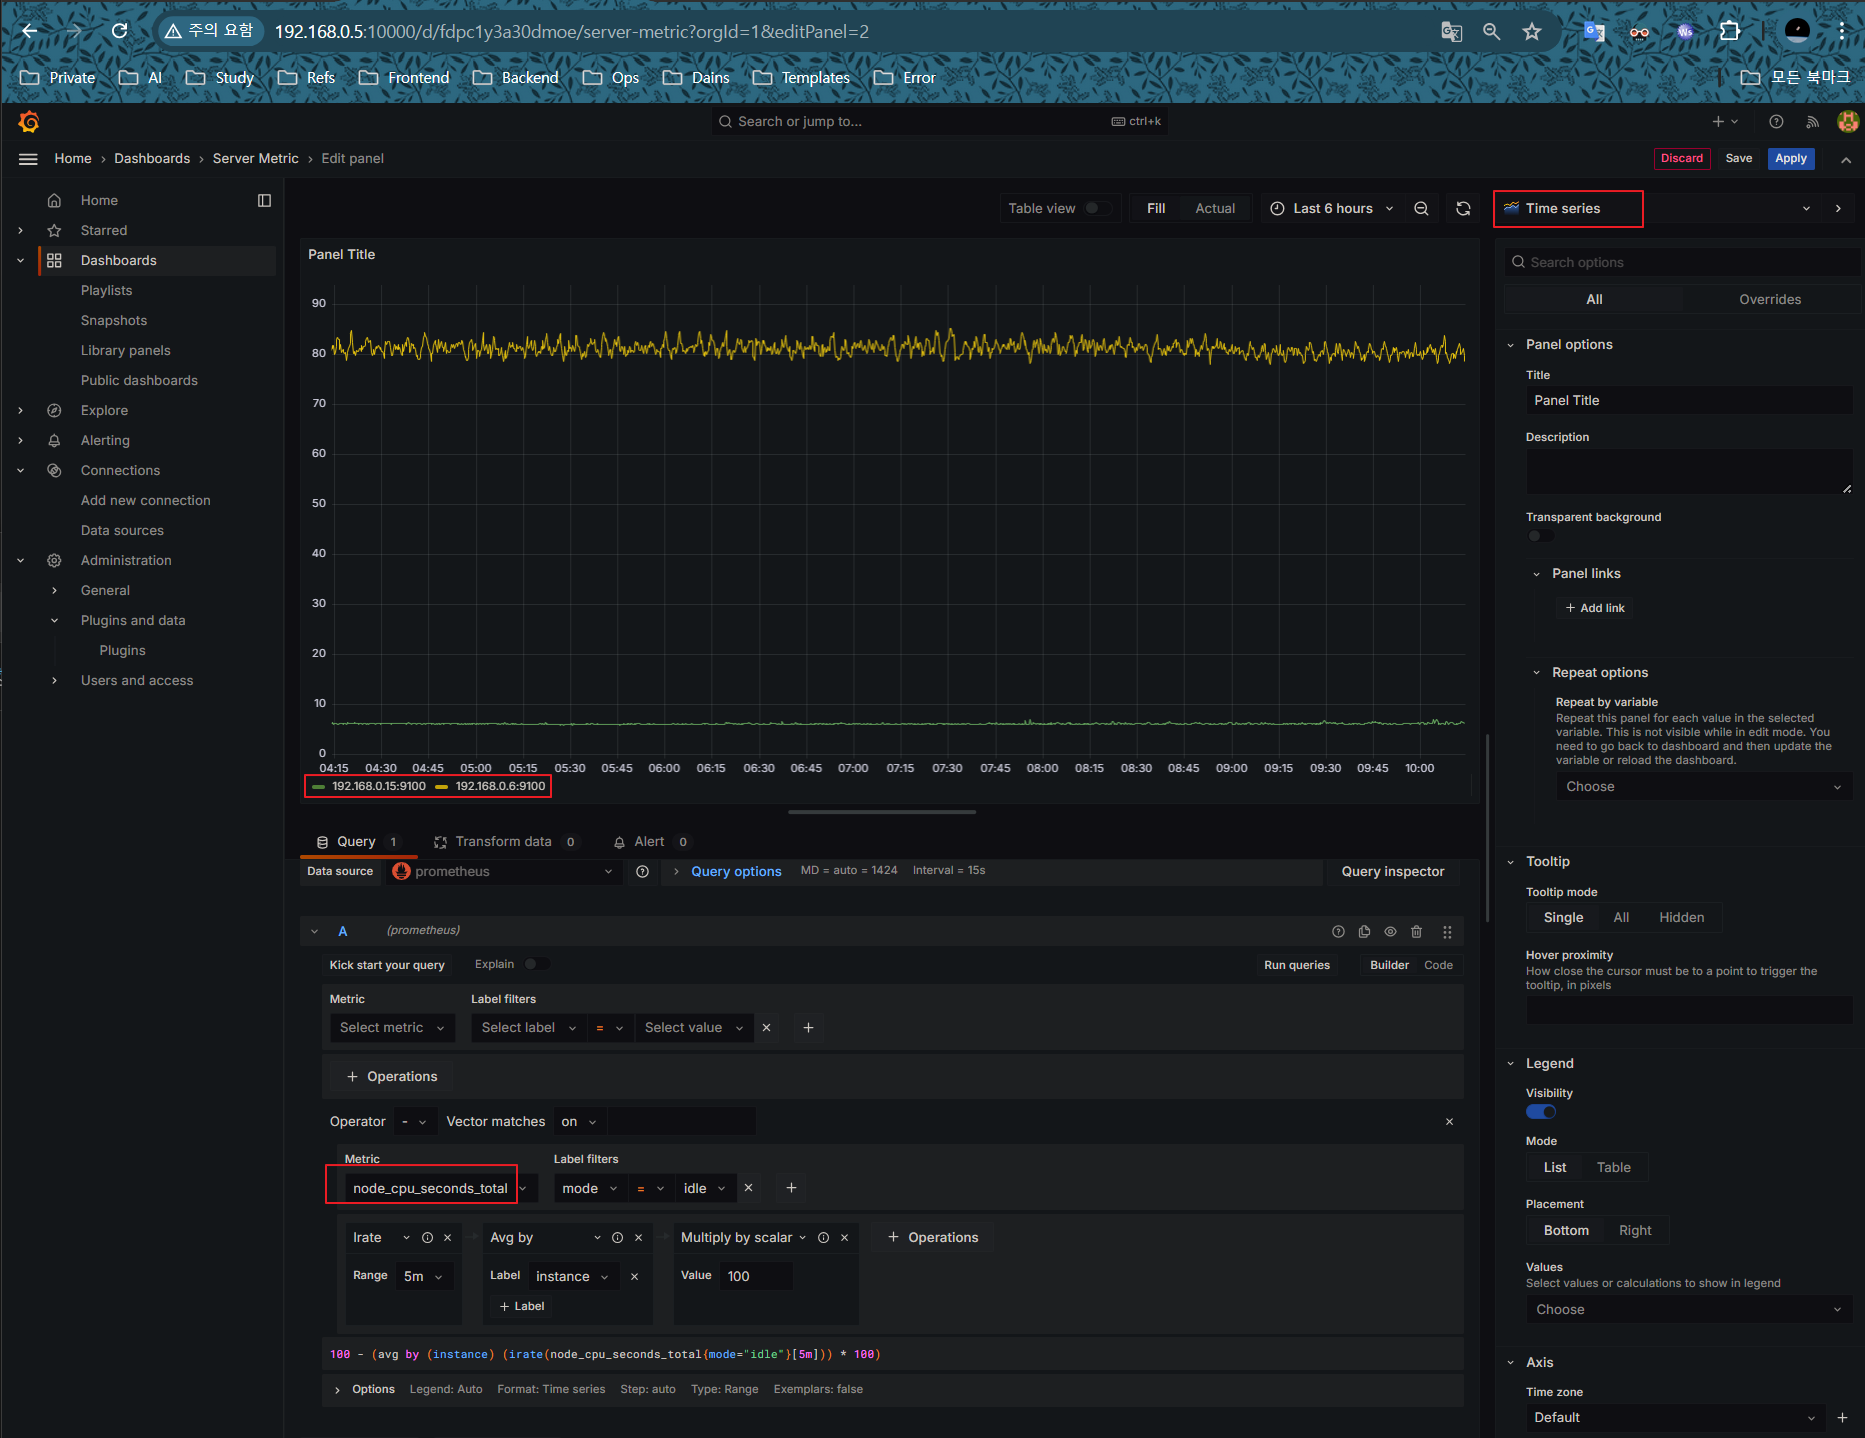 주의 요함 192.168.0.5:10000/d/fdpc1y3a30dmoe/server-metric?orgId=1&editPanel=2
Private AI Study Refs Frontend Backend Ops Dains Templates Error 모든 북마크
Search or jump to... ctrl+k
Home › Dashboards › Server Metric › Edit panel Discard Save Apply
Home
Starred
Dashboards
Playlists
Snapshots
Library panels
Public dashboards
Explore
Alerting
Connections
Add new connection
Data sources
Administration
General
Plugins and data
Plugins
Users and access
Table view Fill Actual Last 6 hours
Panel Title
90
80
70
60
50
40
30
20
10
0
04:15 04:30 04:45 05:00 05:15 05:30 05:45 06:00 06:15 06:30 06:45 07:00 07:15 07:30 07:45 08:00 08:15 08:30 08:45 09:00 09:15 09:30 09:45 10:00
192.168.0.15:9100 192.168.0.6:9100
Query 1 Transform data 0 Alert 0
Data source prometheus Query options MD = auto = 1424 Interval = 15s Query inspector
A (prometheus)
Kick start your query Explain Run queries Builder Code
Metric Label filters
Select metric Select label = Select value
+ Operations
Operator - Vector matches on
Metric Label filters
node_cpu_seconds_total mode = idle
Irate Avg by Multiply by scalar + Operations
Range 5m Label instance Value 100
+ Label
100 - (avg by (instance) (irate(node_cpu_seconds_total{mode="idle"}[5m])) * 100)
Options Legend: Auto Format: Time series Step: auto Type: Range Exemplars: false
Time series
Search options
All Overrides
Panel options
Title
Panel Title
Description
Transparent background
Panel links
+ Add link
Repeat options
Repeat by variable
Repeat this panel for each value in the selected
variable. This is not visible while in edit mode. You
need to go back to dashboard and then update the
variable or reload the dashboard.
Choose
Tooltip
Tooltip mode
Single All Hidden
Hover proximity
How close the cursor must be to a point to trigger the
tooltip, in pixels
Legend
Visibility
Mode
List Table
Placement
Bottom Right
Values
Select values or calculations to show in legend
Choose
Axis
Time zone
Default